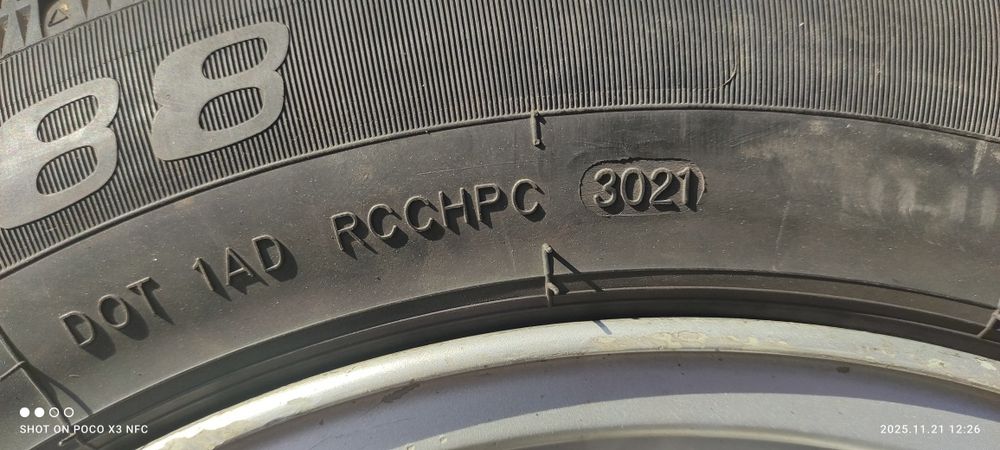 88
DOT 1AD RCCHPC 3021
SHOT ON POCO X3 NFC
2025.11.21 12:26